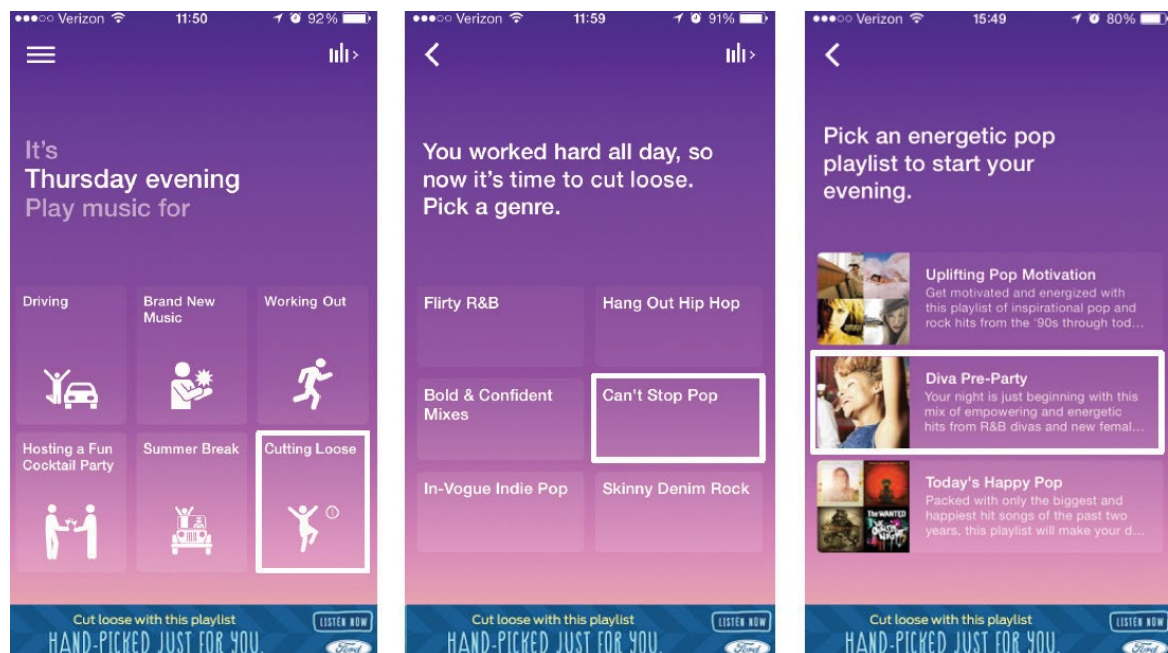 Verizon 11:50 92%
It's
Thursday evening
Play music for
Driving
Brand New
Music
Working Out
Hosting a Fun
Cocktail Party
Summer Break
Cutting Loose
Cut loose with this playlist
LISTEN NOW
HAND-PICKED JUST FOR YOU.
Ford
Verizon 11:59 91%
You worked hard all day, so
now it's time to cut loose.
Pick a genre.
Flirty R&B
Hang Out Hip Hop
Bold & Confident
Mixes
Can't Stop Pop
In-Vogue Indie Pop
Skinny Denim Rock
Cut loose with this playlist
LISTEN NOW
HAND-PICKED JUST FOR YOU.
Ford
Verizon 15:49 80%
Pick an energetic pop
playlist to start your
evening.
Uplifting Pop Motivation
Get motivated and energized with
this playlist of inspirational pop and
rock hits from the '90s through tod...
Diva Pre-Party
Your night is just beginning with this
mix of empowering and energetic
hits from R&B divas and new femal...
The WANTED
Today's Happy Pop
Packed with only the biggest and
happiest hit songs of the past two
years, this playlist will make your d...
Cut loose with this playlist
LISTEN NOW
HAND-PICKED JUST FOR YOU.
Ford